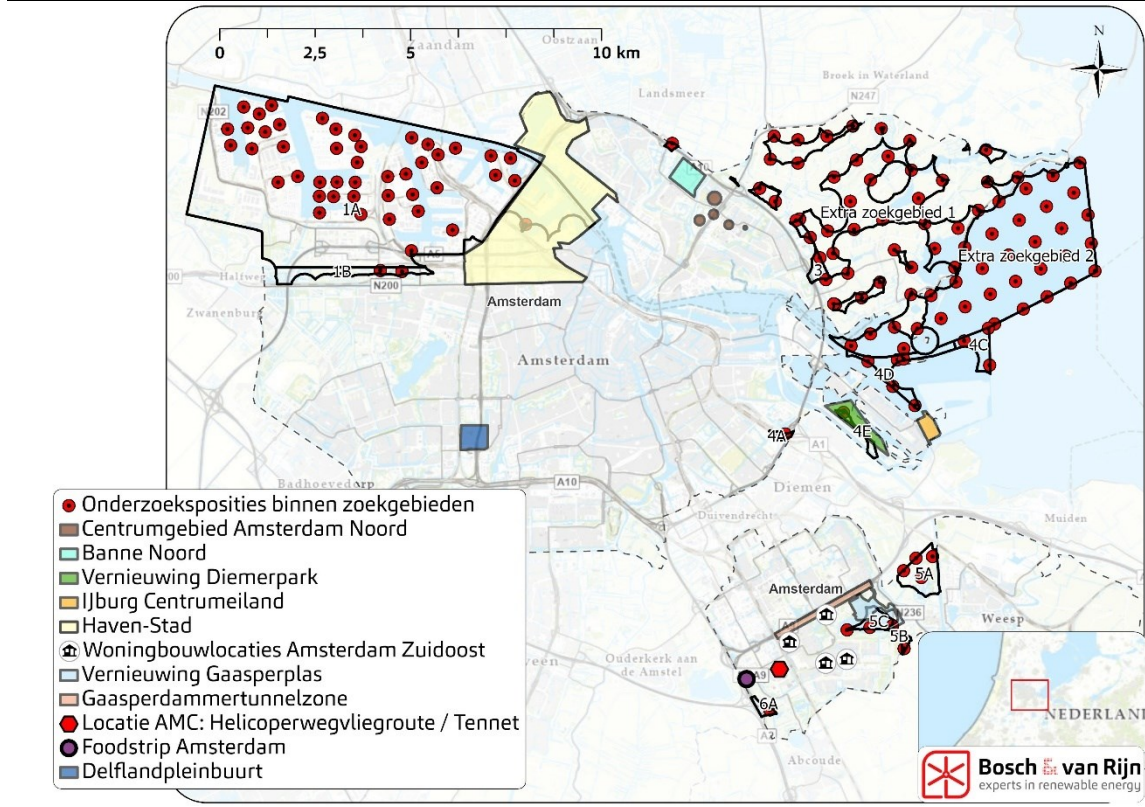 0 2,5 5 10 km
Zaandam
Oostzaan
N
Landsmeer
Broek in Waterland
N247
N202
1A
Extra zoekgebied 1
Extra zoekgebied 2
3
A5
1B
N200
Halfweg
Zwanenburg
Amsterdam
Amsterdam
4C
4D
4E
4A
A1
Badhoevedorp
A10
Diemen
Duivendrecht
Muiden
5A
Amsterdam
N236
5C
5B
Weesp
Ouderkerk aan
de Amstel
A9
6A
A2
Abcoude
Onderzoeksposities binnen zoekgebieden
Centrumgebied Amsterdam Noord
Banne Noord
Vernieuwing Diemerpark
IJburg Centrumeiland
Haven-Stad
Woningbouwlocaties Amsterdam Zuidoost
Vernieuwing Gaasperplas
Gaasperdammertunnelzone
Locatie AMC: Helicoperwegvliegroute / Tennet
Foodstrip Amsterdam
Delflandpleinbuurt
NEDERLAN
Bosch & van Rijn
experts in renewable energy